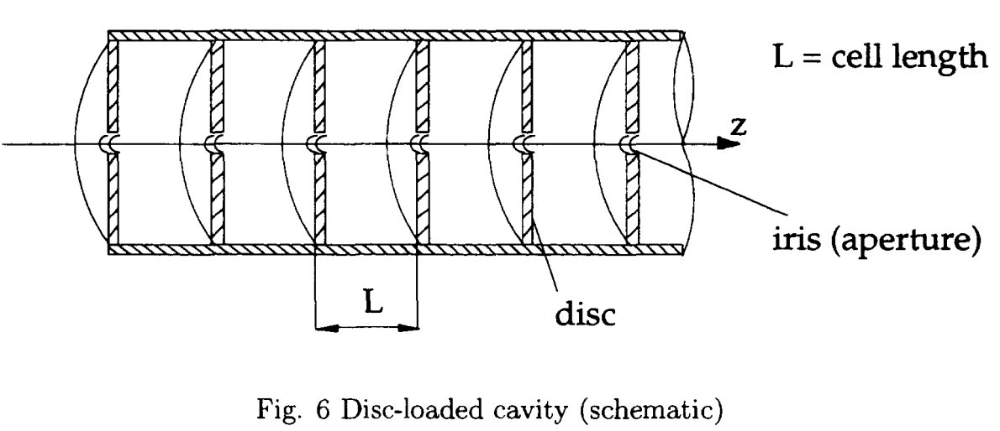 L = cell length
z
iris (aperture)
L
disc
Fig. 6 Disc-loaded cavity (schematic)